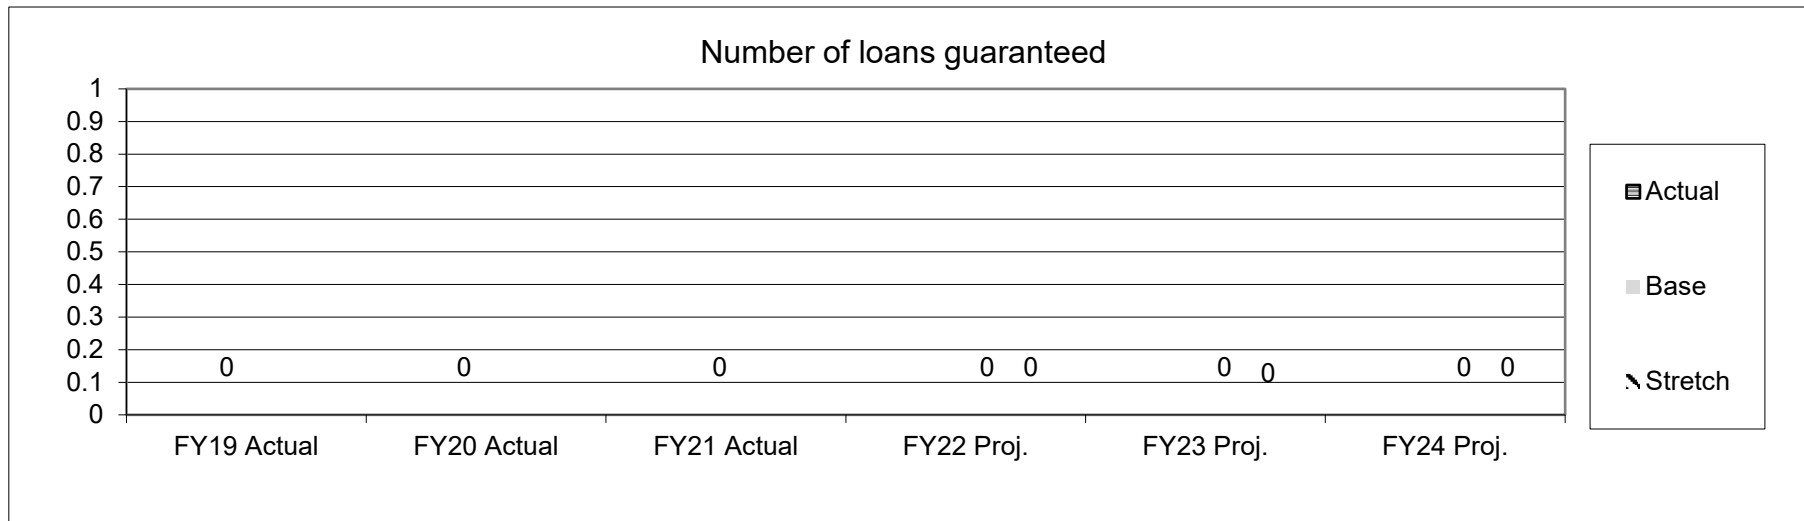 Number of loans guaranteed
1
0.9
0.8
0.7
0.6
0.5
0.4
0.3
0.2
0.1
0
0 0 0 0 0 0 0 0 0
FY19 Actual FY20 Actual FY21 Actual FY22 Proj. FY23 Proj. FY24 Proj.
Actual
Base
Stretch